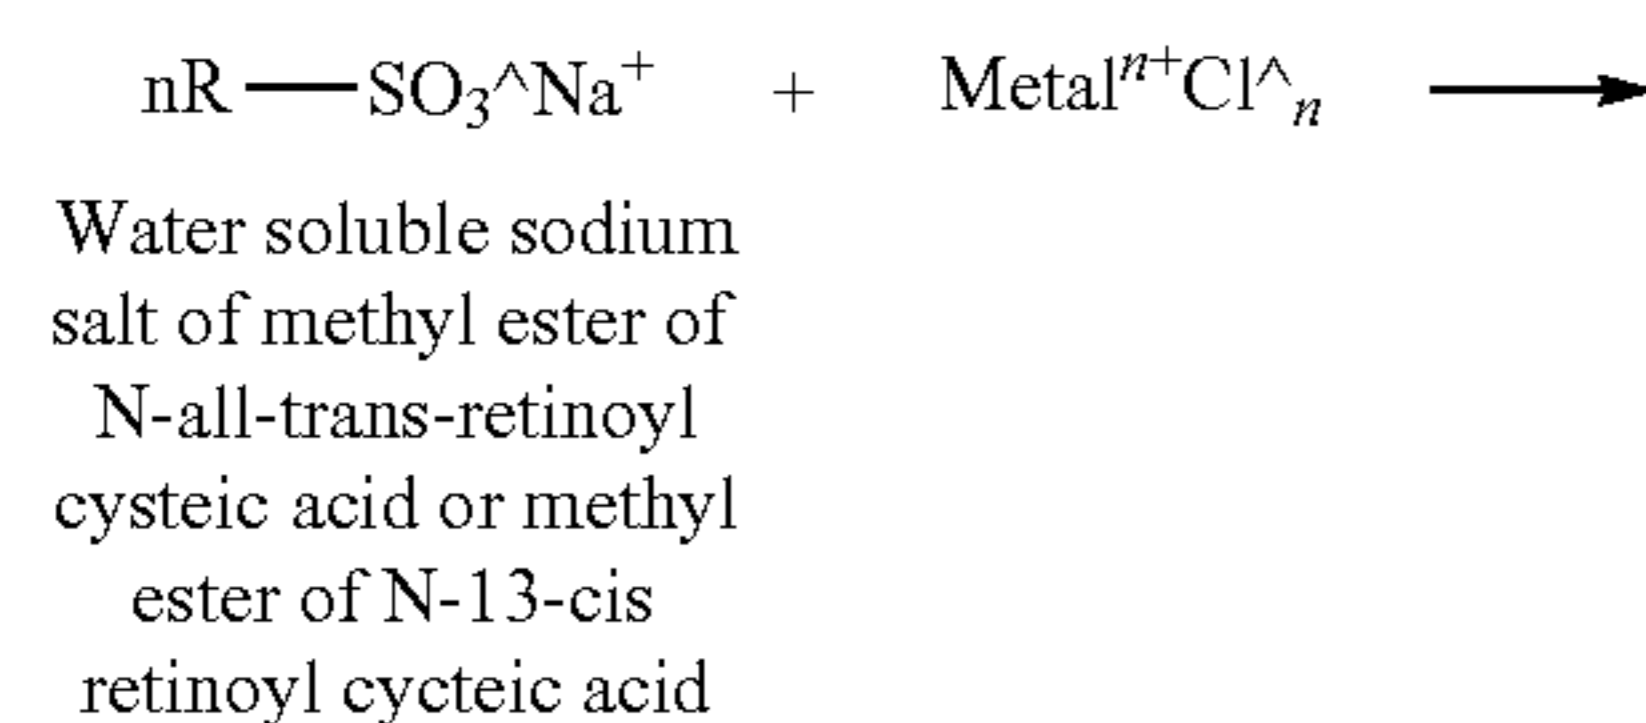 nR—SO₃^Na⁺ + Metalⁿ⁺Cl^ₙ ⟶
Water soluble sodium
salt of methyl ester of
N-all-trans-retinoyl
cysteic acid or methyl
ester of N-13-cis
retinoyl cycteic acid